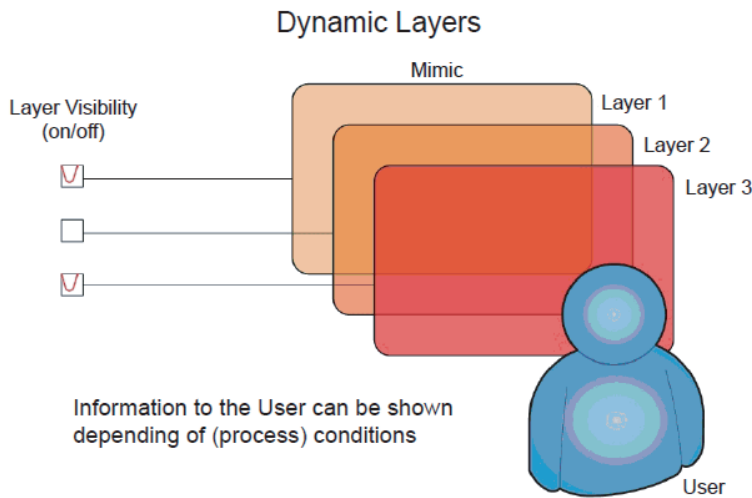 Dynamic Layers
Mimic
Layer Visibility
(on/off)
Layer 1
Layer 2
Layer 3
Information to the User can be shown
depending of (process) conditions
User